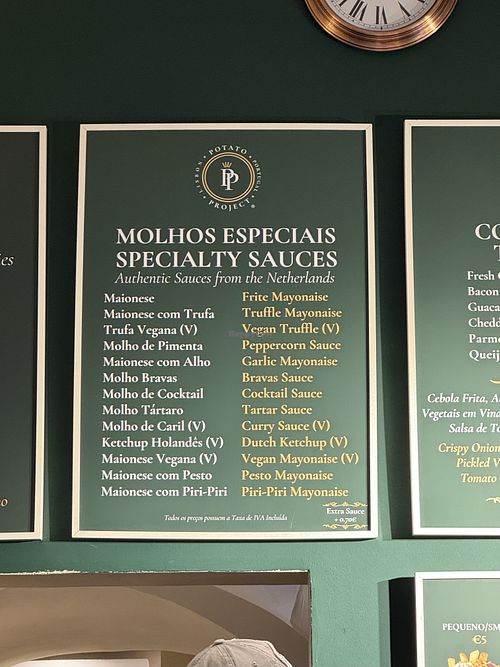 POTATO
LISBON
PORTUGAL
PP
PROJECT®
MOLHOS ESPECIAIS
SPECIALTY SAUCES
Authentic Sauces from the Netherlands
Maionese Frite Mayonaise
Maionese com Trufa Truffle Mayonaise
Trufa Vegana (V) Vegan Truffle (V)
Molho de Pimenta Peppercorn Sauce
Maionese com Alho Garlic Mayonaise
Molho Bravas Bravas Sauce
Molho de Cocktail Cocktail Sauce
Molho Tártaro Tartar Sauce
Molho de Caril (V) Curry Sauce (V)
Ketchup Holandês (V) Dutch Ketchup (V)
Maionese Vegana (V) Vegan Mayonaise (V)
Maionese com Pesto Pesto Mayonaise
Maionese com Piri-Piri Piri-Piri Mayonaise
Extra Sauce
+ 0,70€
Todos os preços possuem a Taxa de IVA Incluída
Fresh
Bacon
Guaca
Chedd
Parme
Queij
Cebola Frita, A
Vegetais em Vina
Salsa de To
Crispy Onion
Pickled V
Tomato
PEQUENO/SM
€5